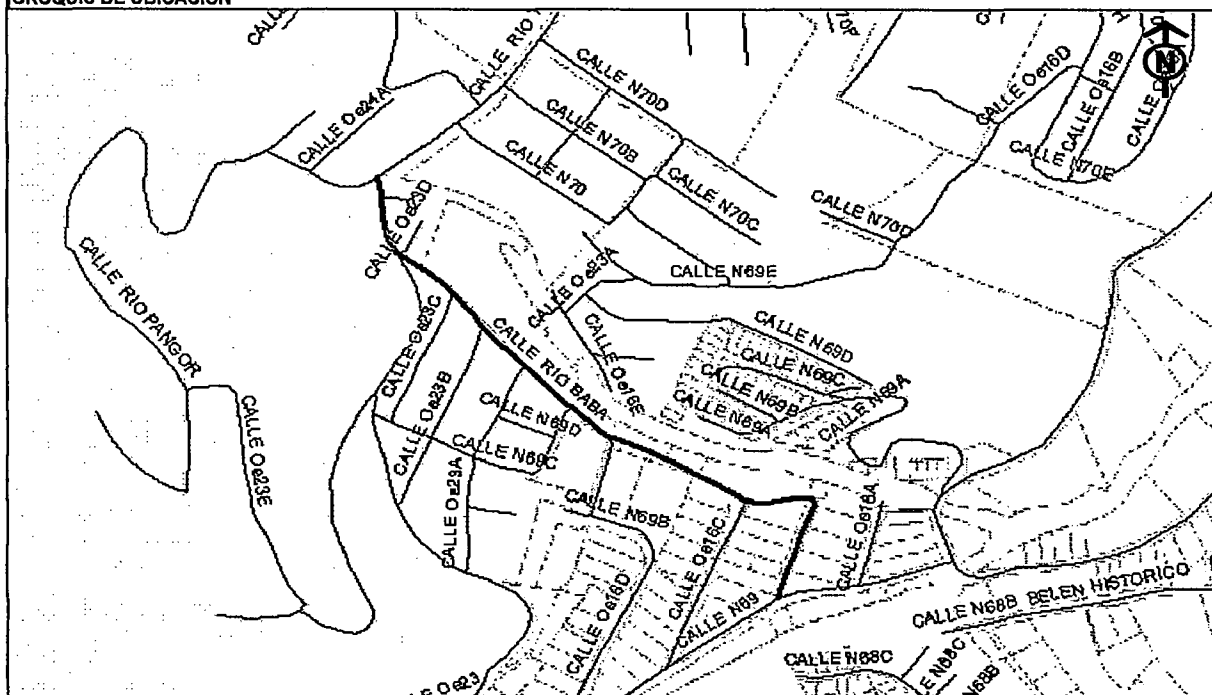 CROQUIS DE UBICACIÓN
CALLE RIO
CALLE N70D
CALLE Oe24A
CALLE N70B
CALLE N70
CALLE N70C
CALLE N70D
CALLE Oe16D
CALLE Oe16B
CALLE
CALLE N70E
N
CALLE Oe23D
CALLE Oe23A
CALLE N69E
CALLE RIO PANGOR
CALLE Oe23C
CALLE Oe23B
CALLE RIO BABA
CALLE Oe16E
CALLE N69D
CALLE N69C
CALLE N69B
CALLE N69A
CALLE N69A
CALLE N69D
CALLE N69C
CALLE Oe23E
CALLE Oe23A
CALLE N69B
CALLE Oe16C
CALLE Oe16A
CALLE Oe16D
CALLE N69
CALLE N68B BELEN HISTORICO
CALLE N68C
N68C
N68B
Oe23